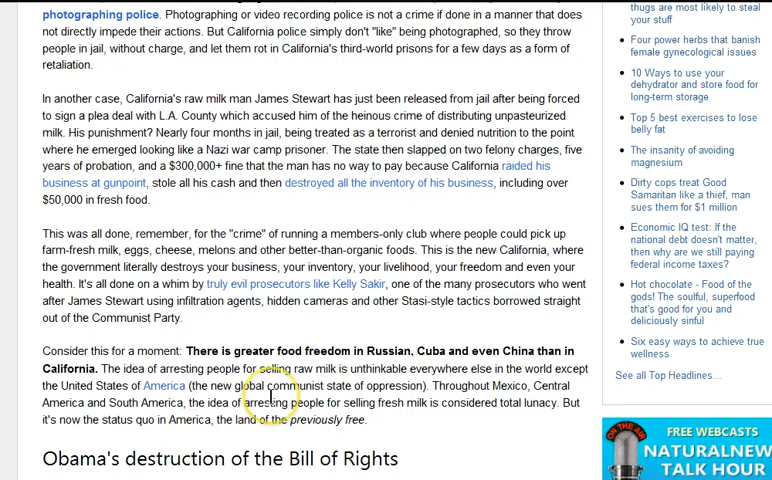 photographing police. Photographing or video recording police is not a crime if done in a manner that does
not directly impede their actions. But California police simply don't "like" being photographed, so they throw
people in jail, without charge, and let them rot in California's third-world prisons for a few days as a form of
retaliation.
In another case, California's raw milk man James Stewart has just been released from jail after being forced
to sign a plea deal with L.A. County which accused him of the heinous crime of distributing unpasteurized
milk. His punishment? Nearly four months in jail, being treated as a terrorist and denied nutrition to the point
where he emerged looking like a Nazi war camp prisoner. The state then slapped on two felony charges, five
years of probation, and a $300,000+ fine that the man has no way to pay because California raided his
business at gunpoint, stole all his cash and then destroyed all the inventory of his business, including over
$50,000 in fresh food.
This was all done, remember, for the "crime" of running a members-only club where people could pick up
farm-fresh milk, eggs, cheese, melons and other better-than-organic foods. This is the new California, where
the government literally destroys your business, your inventory, your livelihood, your freedom and even your
health. It's all done on a whim by truly evil prosecutors like Kelly Sakir, one of the many prosecutors who went
after James Stewart using infiltration agents, hidden cameras and other Stasi-style tactics borrowed straight
out of the Communist Party.
Consider this for a moment: There is greater food freedom in Russian, Cuba and even China than in
California. The idea of arresting people for selling raw milk is unthinkable everywhere else in the world except
the United States of America (the new global communist state of oppression). Throughout Mexico, Central
America and South America, the idea of arresting people for selling fresh milk is considered total lunacy. But
it's now the status quo in America, the land of the previously free.
Obama's destruction of the Bill of Rights
thugs are most likely to steal
your stuff
Four power herbs that banish
female gynecological issues
10 Ways to use your
dehydrator and store food for
long-term storage
Top 5 best exercises to lose
belly fat
The insanity of avoiding
magnesium
Dirty cops treat Good
Samaritan like a thief, man
sues them for $1 million
Economic IQ test: If the
national debt doesn't matter,
then why are we still paying
federal income taxes?
Hot chocolate - Food of the
gods! The soulful, superfood
that's good for you and
deliciously sinful
Six easy ways to achieve true
wellness
See all Top Headlines...
ON THE AIR
FREE WEBCASTS
NATURALNEW
TALK HOUR